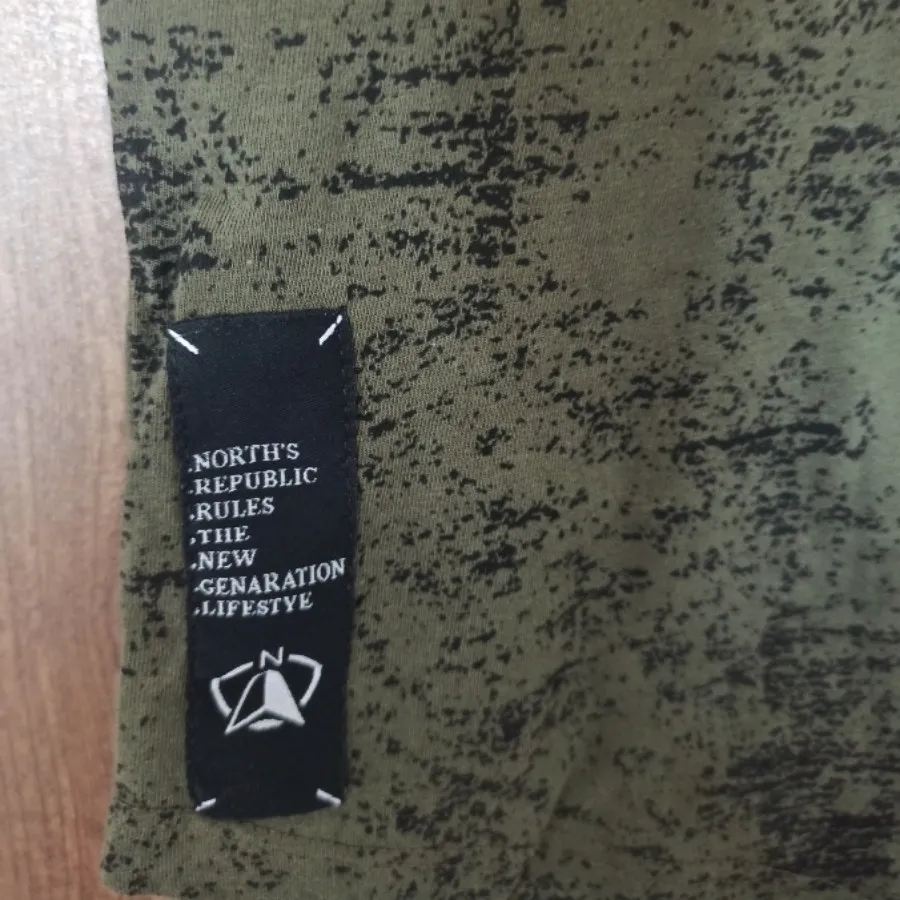 .NORTH'S
.REPUBLIC
.RULES
.THE
.NEW
.GENARATION
.LIFESTYE
N